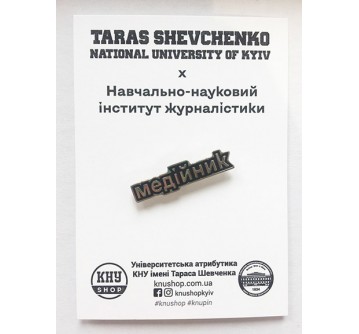 TARAS SHEVCHENKO
NATIONAL UNIVERSITY OF KYIV
x
Навчально-науковий
інститут журналістики
медійник
КНУ
SHOP
Університетська атрибутика
КНУ імені Тараса Шевченка
knushop.com.ua
knushopkyiv
#knushop #knupin
1834